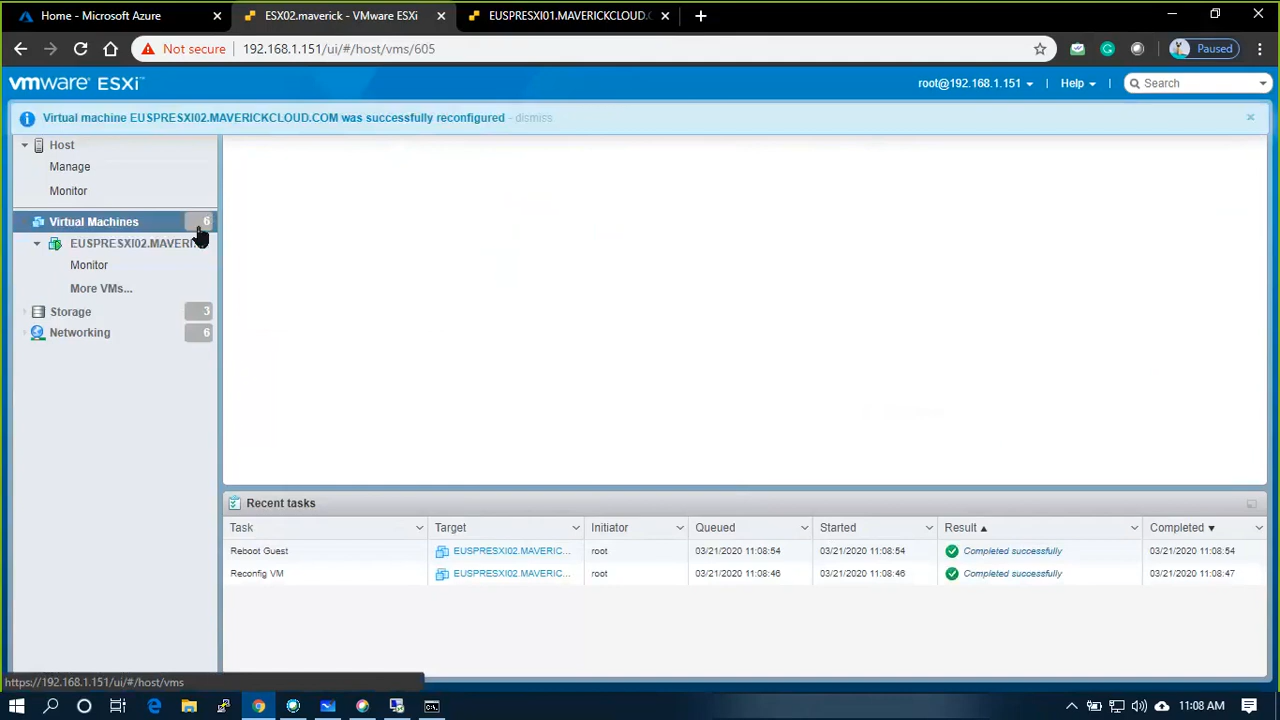 Home - Microsoft Azure
ESX02.maverick - VMware ESXi
EUSPRESXI01.MAVERICKCLOUD.
Not secure
192.168.1.151/ui/#/host/vms/605
Paused
vmware ESXi
root@192.168.1.151
Help
Search
Virtual machine EUSPRESXI02.MAVERICKCLOUD.COM was successfully reconfigured - dismiss
Host
Manage
Monitor
Virtual Machines 6
EUSPRESXI02.MAVERI...
Monitor
More VMs...
Storage 3
Networking 6
Recent tasks
Task Target Initiator Queued Started Result Completed
Reboot Guest EUSPRESXI02.MAVERIC... root 03/21/2020 11:08:54 03/21/2020 11:08:54 Completed successfully 03/21/2020 11:08:54
Reconfig VM EUSPRESXI02.MAVERIC... root 03/21/2020 11:08:46 03/21/2020 11:08:46 Completed successfully 03/21/2020 11:08:47
https://192.168.1.151/ui/#/host/vms
11:08 AM